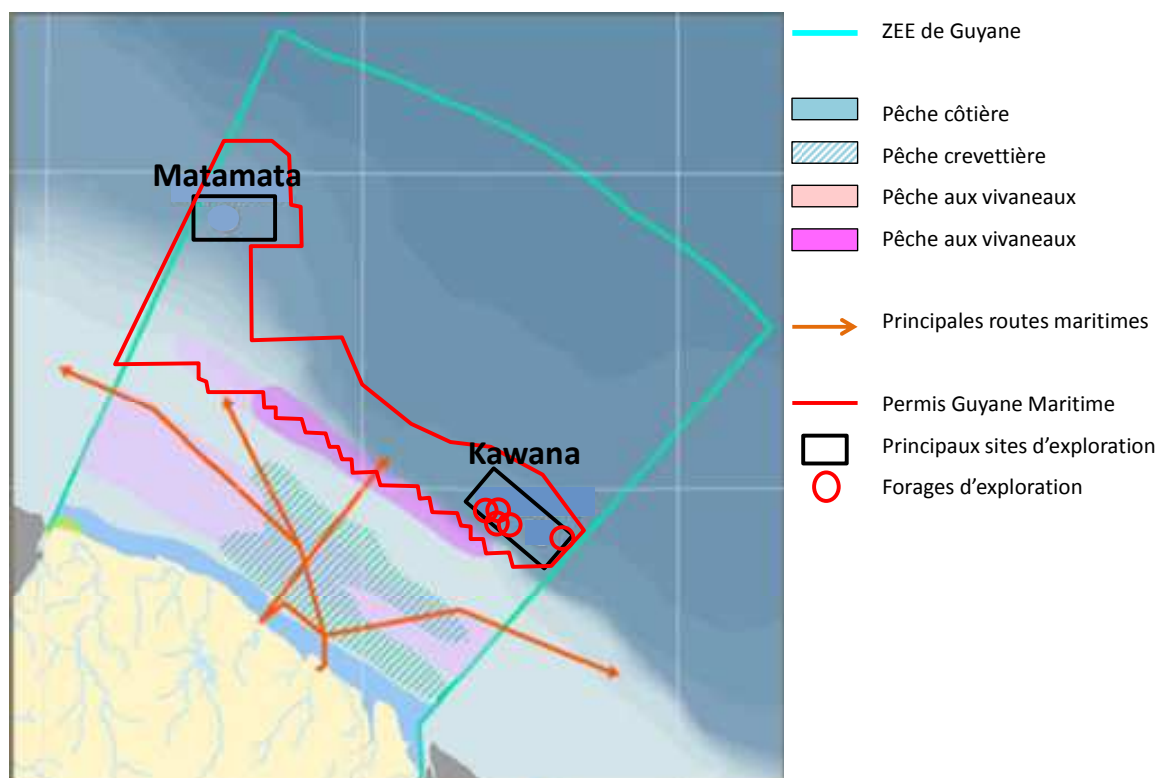 Matamata
Kawana
ZEE de Guyane
Pêche côtière
Pêche crevettière
Pêche aux vivaneaux
Pêche aux vivaneaux
Principales routes maritimes
Permis Guyane Maritime
Principaux sites d'exploration
Forages d'exploration